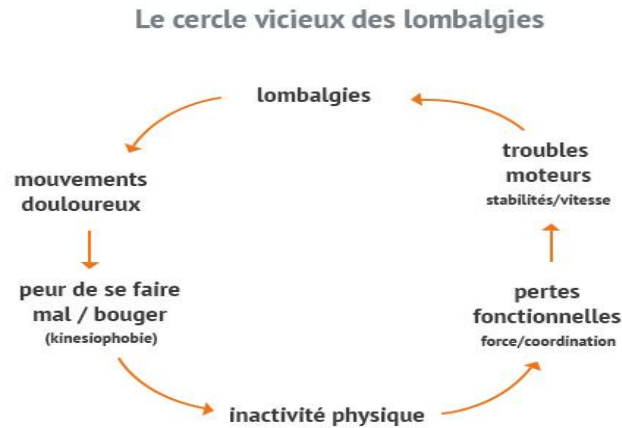 Le cercle vicieux des lombalgies
lombalgies
mouvements
douloureux
peur de se faire
mal / bouger
(kinesiophobie)
inactivité physique
pertes
fonctionnelles
force/coordination
troubles
moteurs
stabilités/vitesse